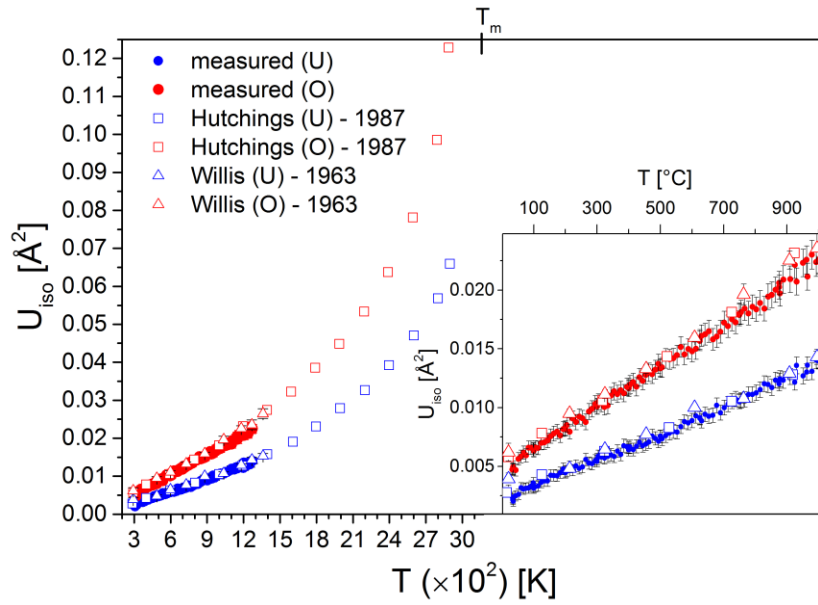 T_m
0.12
0.11
0.10
0.09
0.08
0.07
0.06
0.05
0.04
0.03
0.02
0.01
0.00
U_iso [Å²]
measured (U)
measured (O)
Hutchings (U) - 1987
Hutchings (O) - 1987
Willis (U) - 1963
Willis (O) - 1963
3 6 9 12 15 18 21 24 27 30
T (×10²) [K]
T [°C]
100 300 500 700 900
0.020
0.015
0.010
0.005
U_iso [Å²]